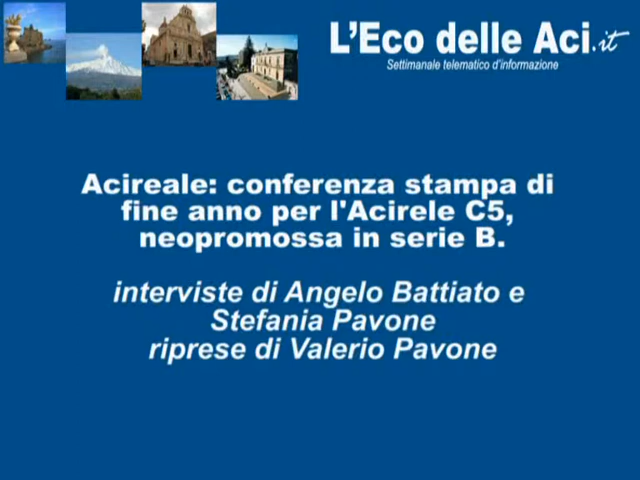 L'Eco delle Aci.it
Settimanale telematico d'informazione
Acireale: conferenza stampa di
fine anno per l'Acirele C5,
neopromossa in serie B.
interviste di Angelo Battiato e
Stefania Pavone
riprese di Valerio Pavone